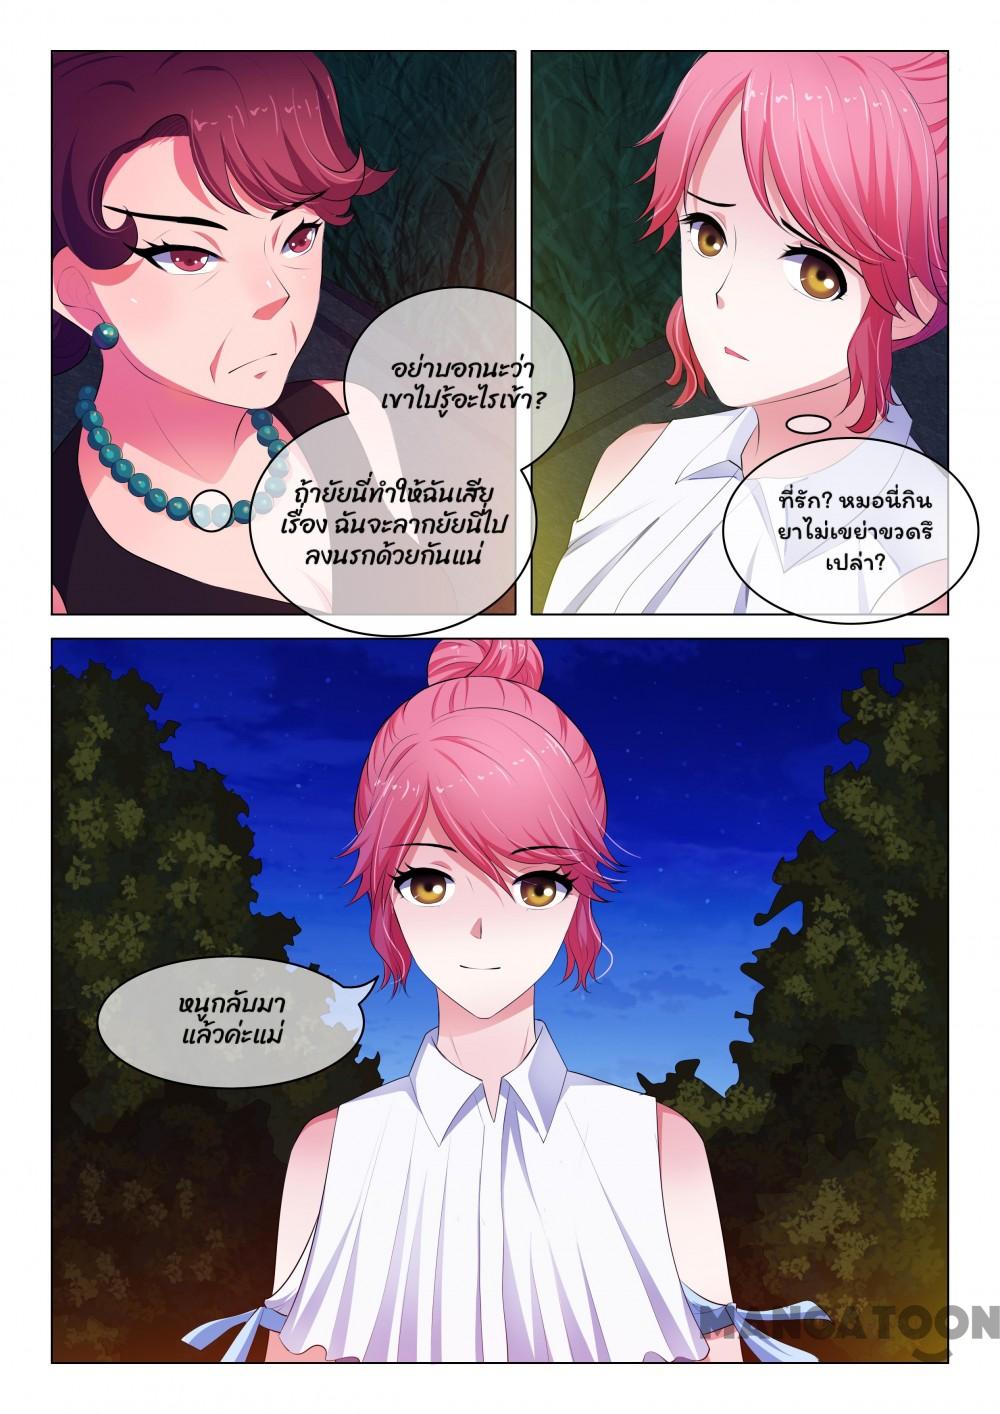 อย่าบอกนะว่า
เขาไปรู้อะไรเข้า?
ถ้ายัยนี่ทำให้ฉันเสีย
เรื่อง ฉันจะลากยัยนี่ไป
ลงนรกด้วยกันแน่
ที่รัก? หมอนี่กิน
ยาไม่เขย่าขวดรึ
เปล่า?
หนูกลับมา
แล้วค่ะแม่
MANGATOON